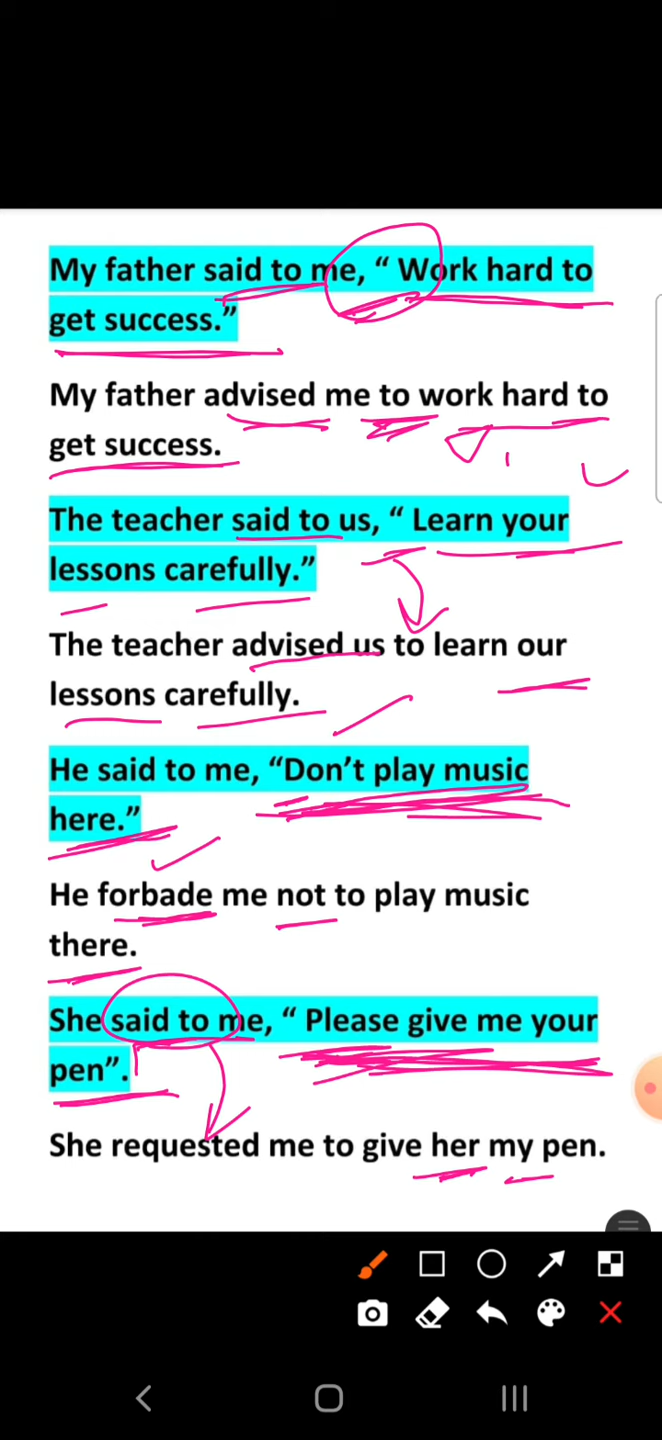 My father said to me, “ Work hard to
get success.”
My father advised me to work hard to
get success.
The teacher said to us, “ Learn your
lessons carefully.”
The teacher advised us to learn our
lessons carefully.
He said to me, “Don’t play music
here.”
He forbade me not to play music
there.
She said to me, “ Please give me your
pen”.
She requested me to give her my pen.